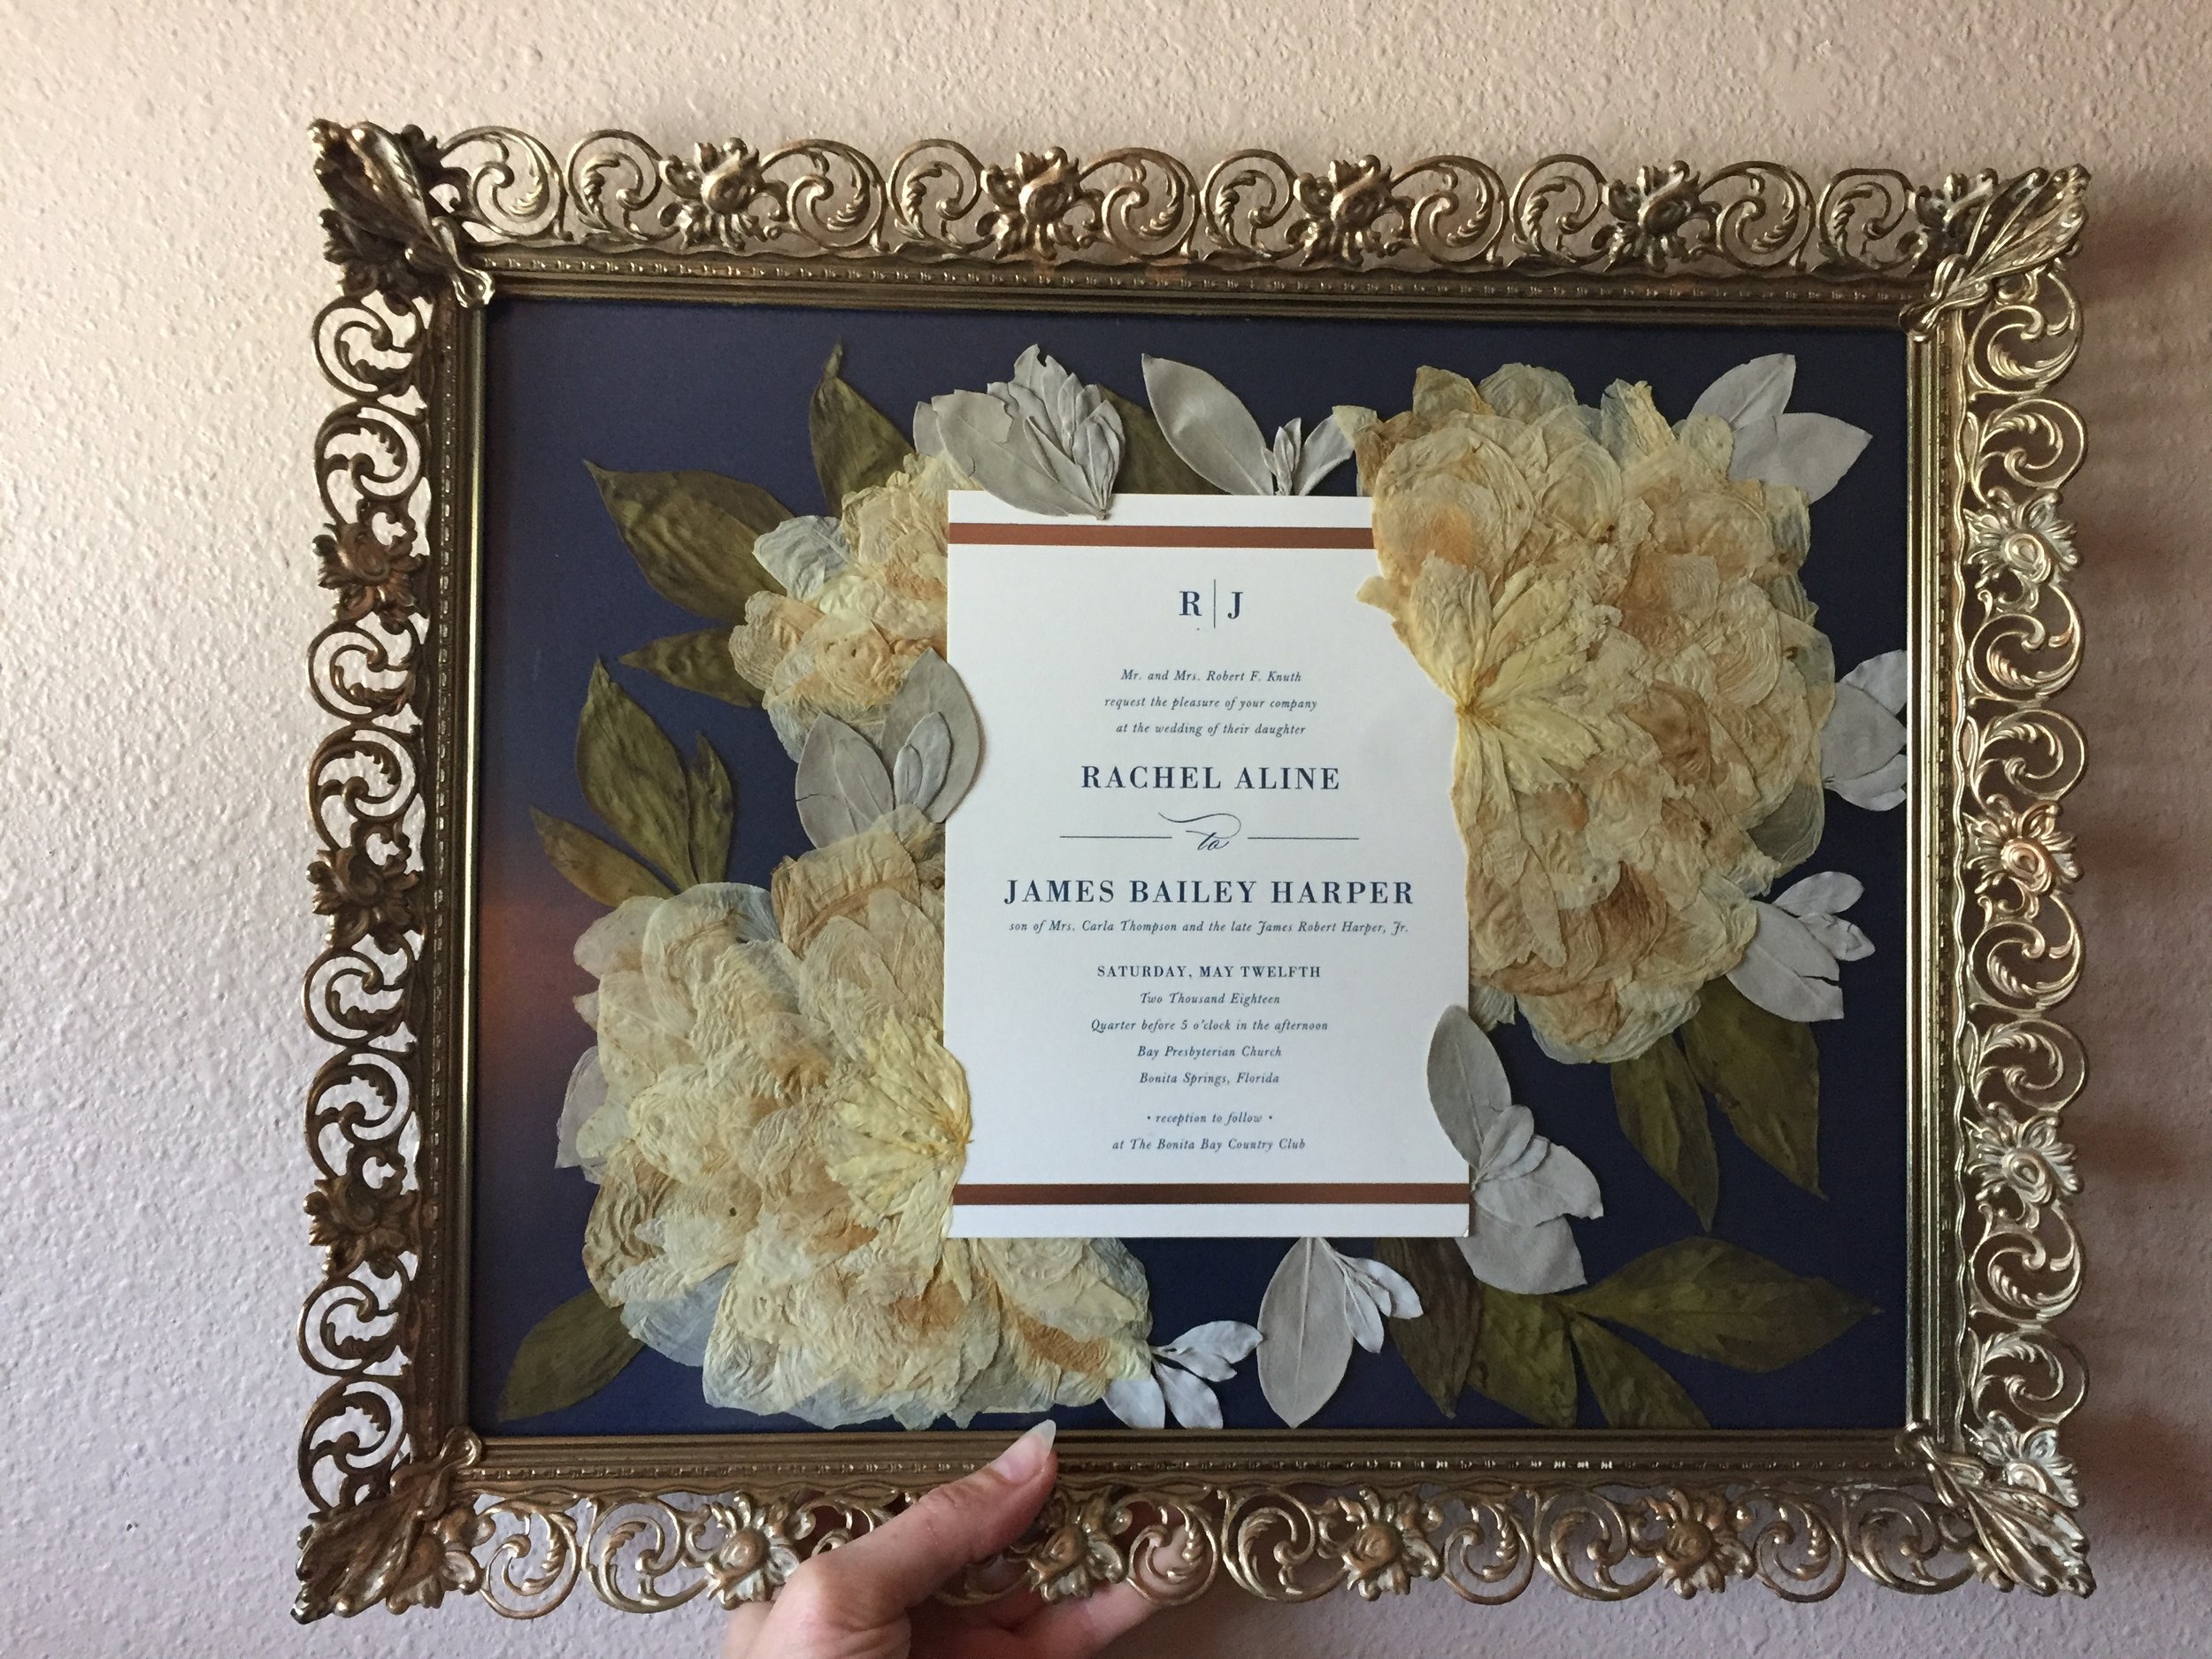 R | J
Mr. and Mrs. Robert F. Knuth
request the pleasure of your company
at the wedding of their daughter
RACHEL ALINE
to
JAMES BAILEY HARPER
son of Mrs. Carla Thompson and the late James Robert Harper, Jr.
SATURDAY, MAY TWELFTH
Two Thousand Eighteen
Quarter before 5 o'clock in the afternoon
Bay Presbyterian Church
Bonita Springs, Florida
• reception to follow •
at The Bonita Bay Country Club